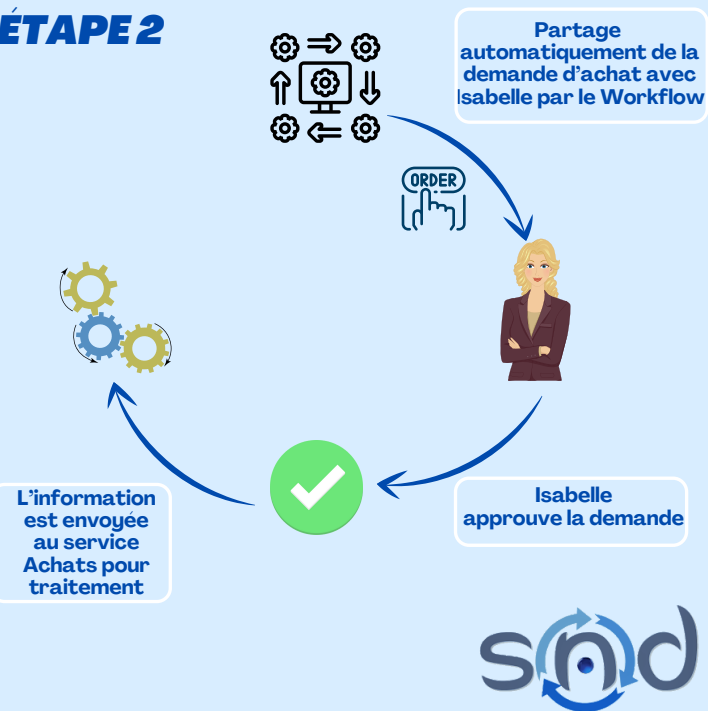 ÉTAPE 2
Partage
automatiquement de la
demande d'achat avec
Isabelle par le Workflow
ORDER
Isabelle
approuve la demande
L'information
est envoyée
au service
Achats pour
traitement
snd